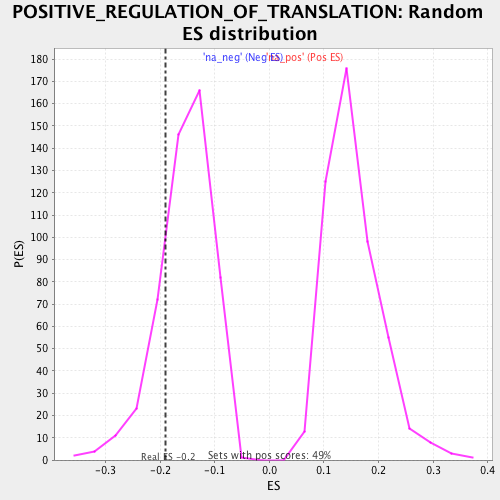 POSITIVE_REGULATION_OF_TRANSLATION: Random
ES distribution
'na_neg' (Neg ES)
'na_pos' (Pos ES)
180
170
160
150
140
130
120
110
100
90
80
70
60
50
40
30
20
10
0
P(ES)
Real ES -0.2
Sets with pos scores: 49%
-0.3 -0.2 -0.1 0.0 0.1 0.2 0.3 0.4
ES